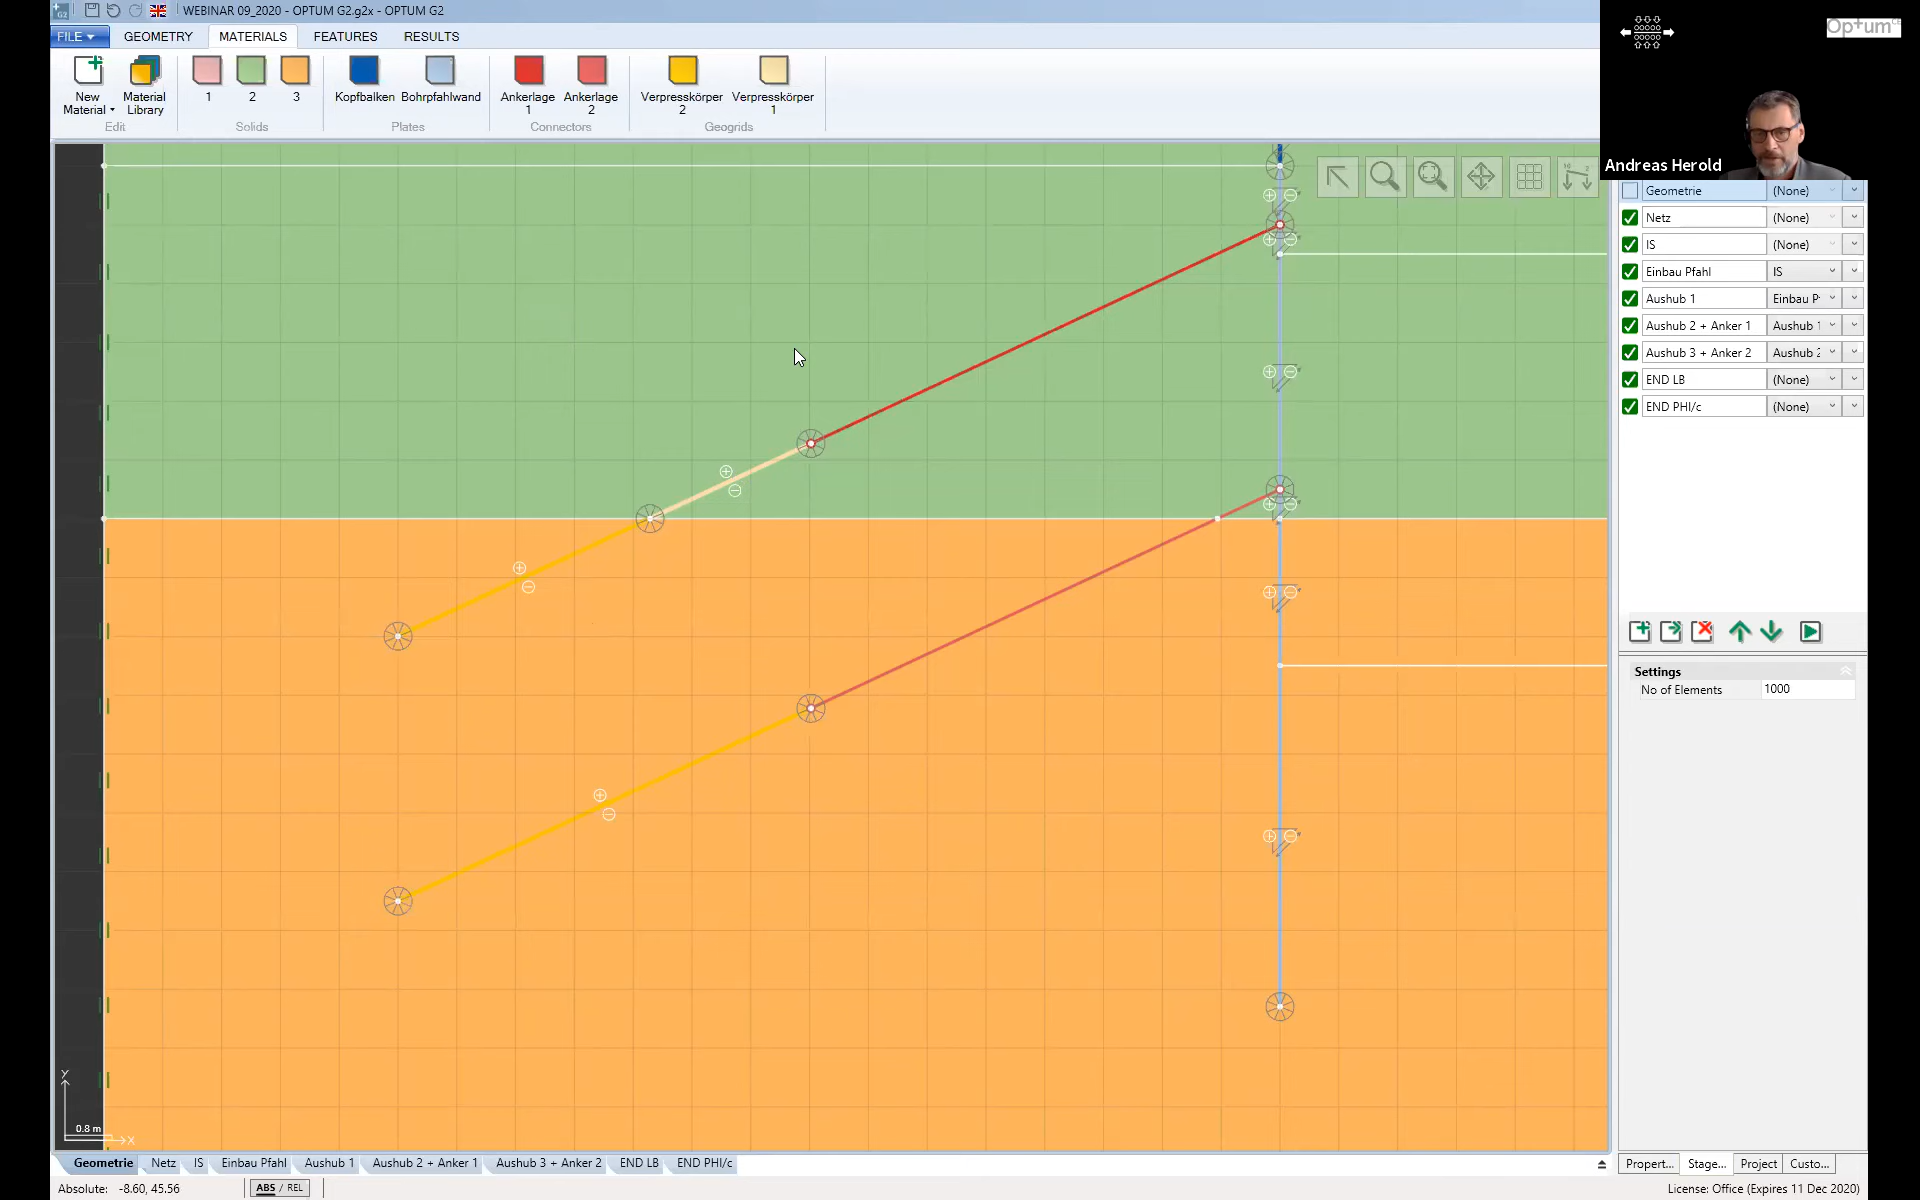 WEBINAR 09_2020 - OPTUM G2.g2x - OPTUM G2
Optum
FILE GEOMETRY MATERIALS FEATURES RESULTS
New Material
Material Library
1
2
3
Kopfbalken
Bohrpfahlwand
Ankerlage 1
Ankerlage 2
Verpresskörper 2
Verpresskörper 1
Edit
Solids
Plates
Connectors
Geogrids
Andreas Herold
Geometrie (None)
Netz (None)
IS (None)
Einbau Pfahl IS
Aushub 1 Einbau P
Aushub 2 + Anker 1 Aushub 1
Aushub 3 + Anker 2 Aushub 2
END LB (None)
END PHI/c (None)
Settings
No of Elements 1000
Y
0.8 m
X
Geometrie Netz IS Einbau Pfahl Aushub 1 Aushub 2 + Anker 1 Aushub 3 + Anker 2 END LB END PHI/c
Propert... Stage... Project Custo...
Absolute: -8.60, 45.56 ABS / REL
License: Office (Expires 11 Dec 2020)